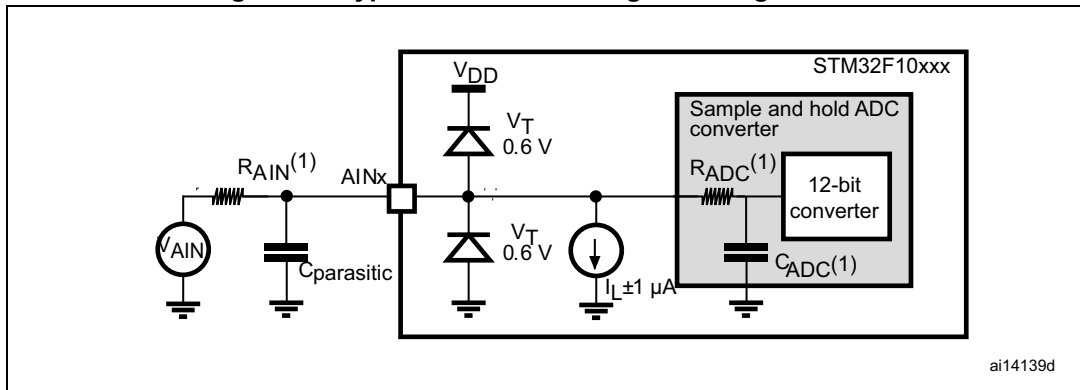 STM32F10xxx
VDD
Sample and hold ADC
converter
VT
0.6 V
RAIN(1)
AINx
RADC(1)
12-bit
converter
VAIN
Cparasitic
VT
0.6 V
IL±1 µA
CADC(1)
ai14139d